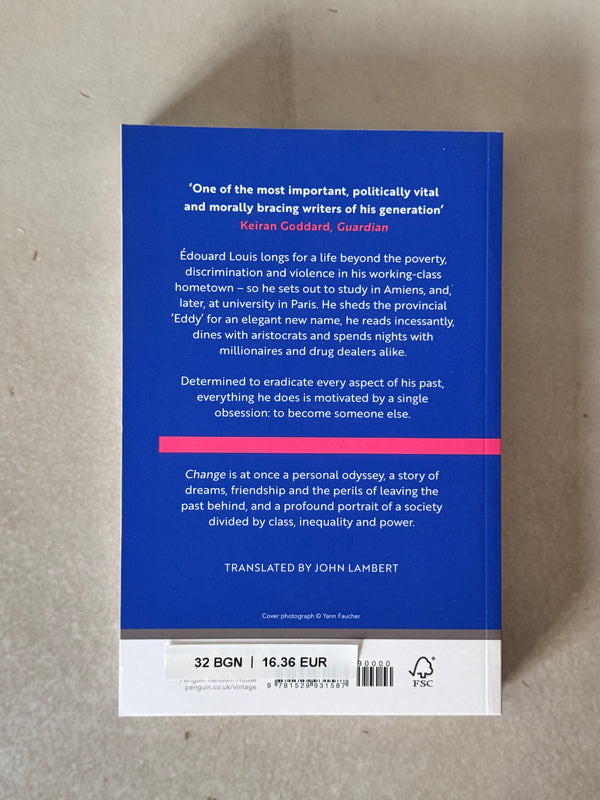 ‘One of the most important, politically vital
and morally bracing writers of his generation’
Keiran Goddard, Guardian
Édouard Louis longs for a life beyond the poverty,
discrimination and violence in his working-class
hometown – so he sets out to study in Amiens, and,
later, at university in Paris. He sheds the provincial
‘Eddy’ for an elegant new name, he reads incessantly,
dines with aristocrats and spends nights with
millionaires and drug dealers alike.
Determined to eradicate every aspect of his past,
everything he does is motivated by a single
obsession: to become someone else.
Change is at once a personal odyssey, a story of
dreams, friendship and the perils of leaving the
past behind, and a profound portrait of a society
divided by class, inequality and power.
TRANSLATED BY JOHN LAMBERT
Cover photograph © Yann Faucher
32 BGN | 16.36 EUR
90000
Penguin Random House
penguin.co.uk/vintage
9 781529 931587
FSC